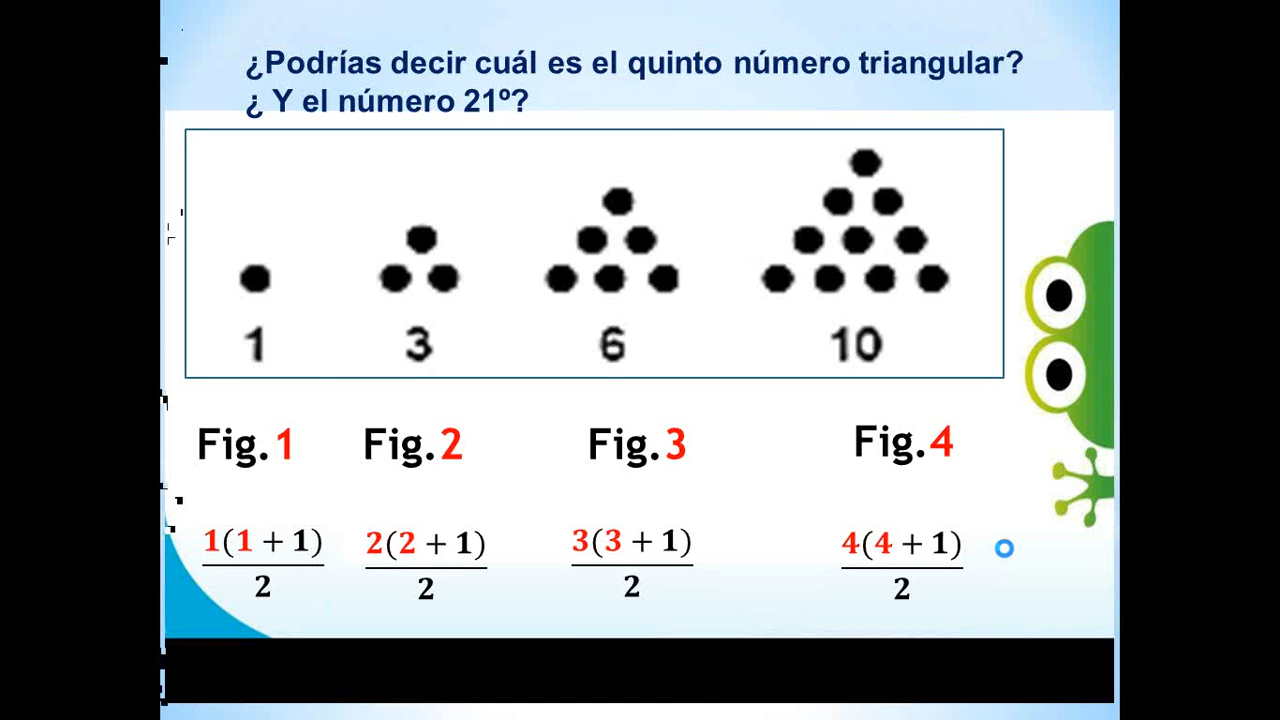 ¿Podrías decir cuál es el quinto número triangular?
¿ Y el número 21º?
1 3 6 10
Fig.1 Fig.2 Fig.3 Fig.4
1(1 + 1) 2(2 + 1) 3(3 + 1) 4(4 + 1)
2 2 2 2